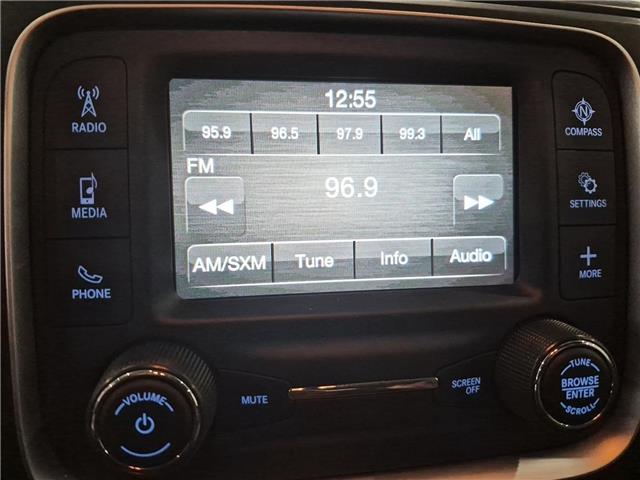 12:55
RADIO
95.9 96.5 97.9 99.3 All
N
COMPASS
FM
96.9
MEDIA
SETTINGS
AM/SXM Tune Info Audio
PHONE
MORE
VOLUME
MUTE
SCREEN
OFF
TUNE
BROWSE
ENTER
SCROLL